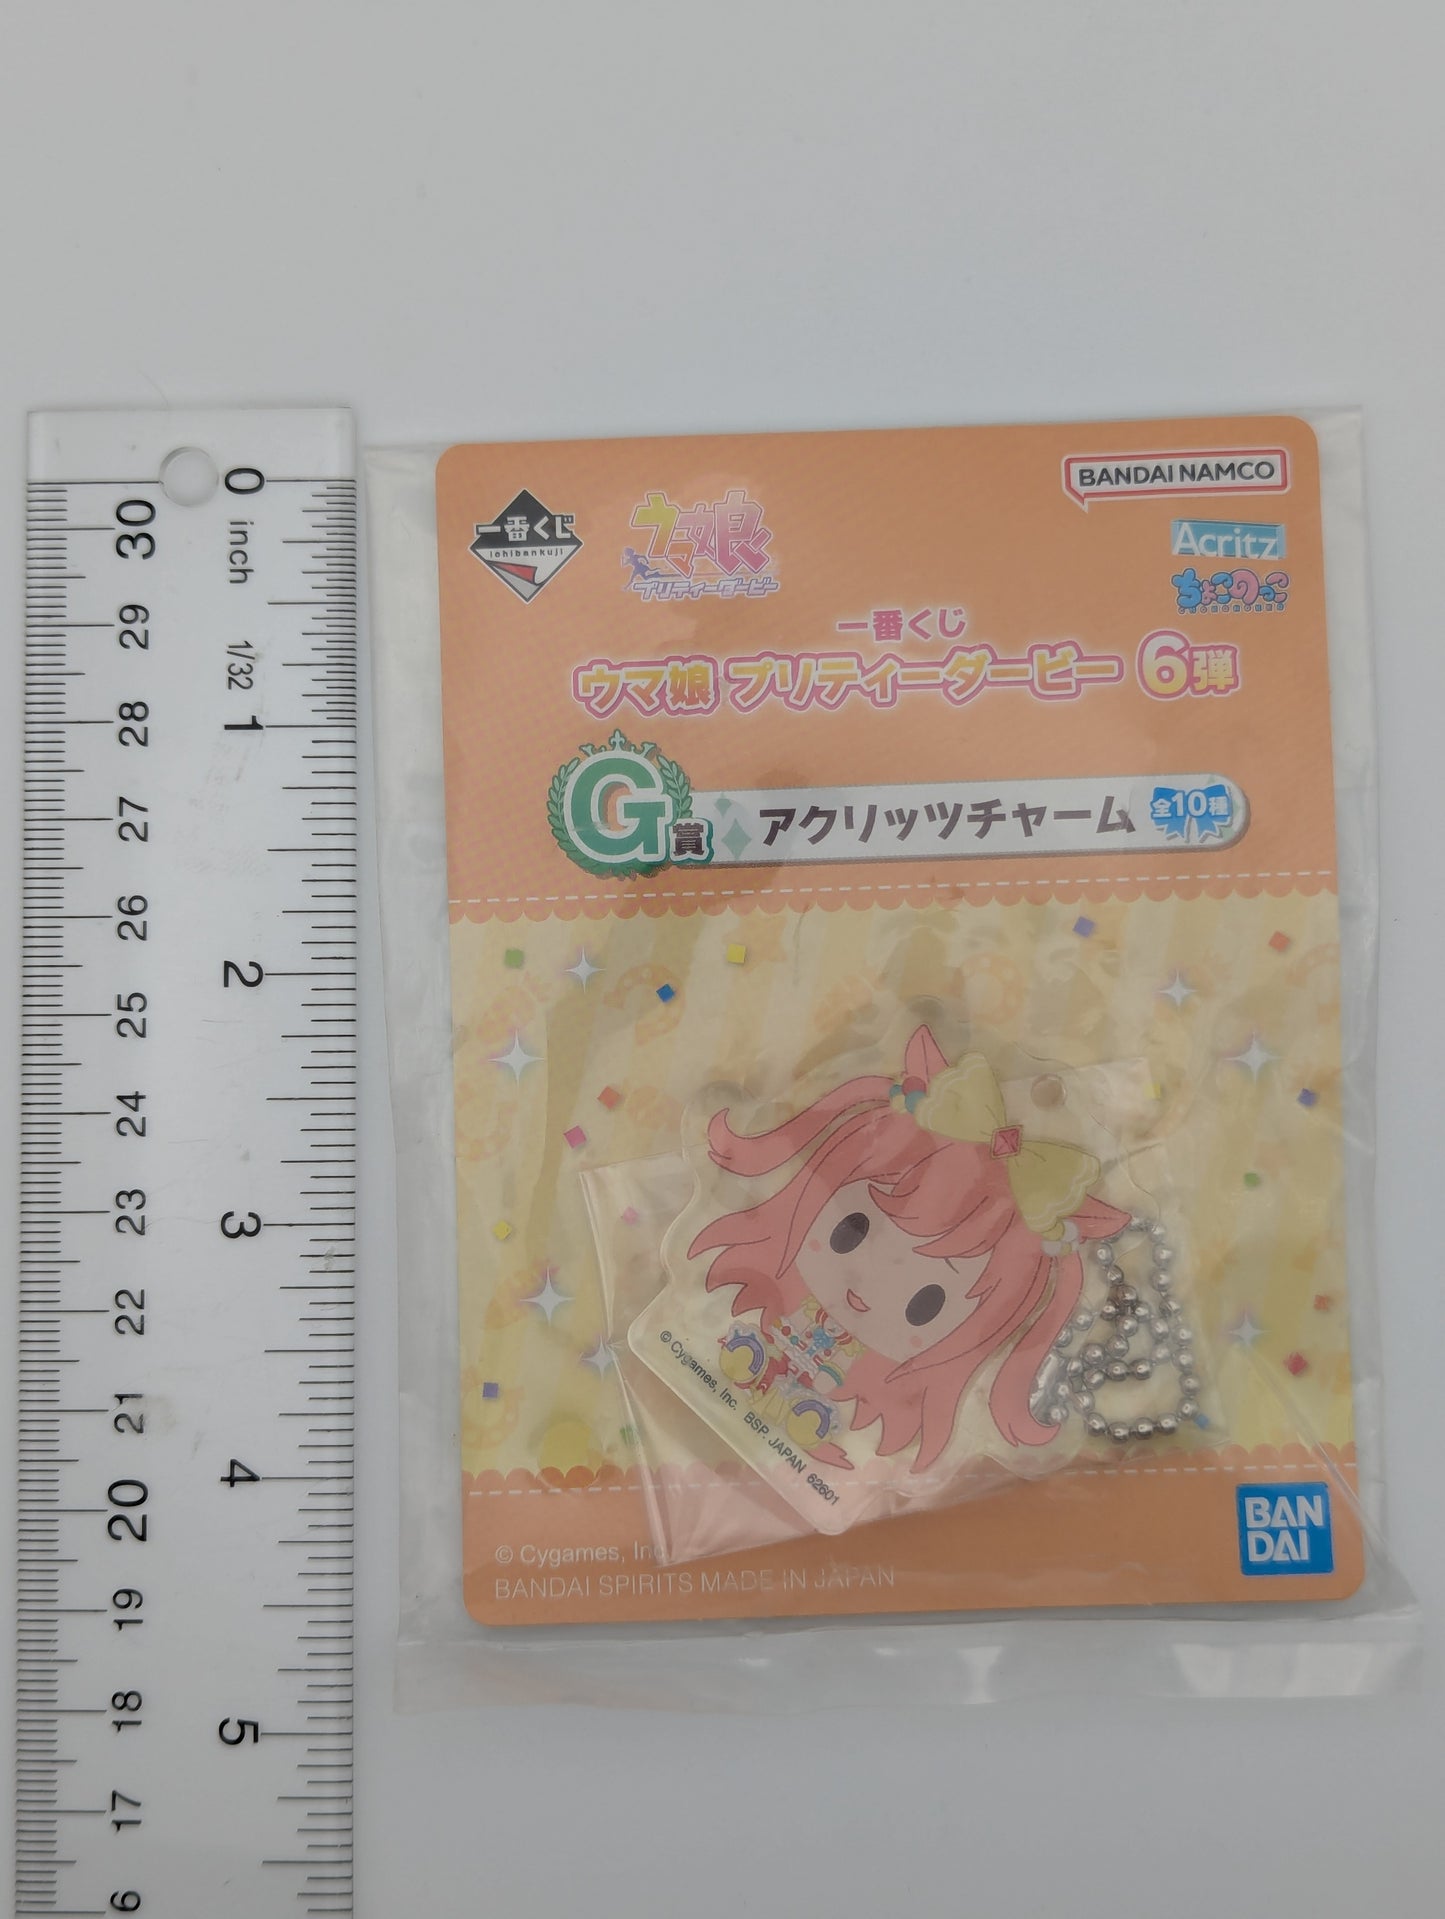 BANDAI NAMCO
一番くじ
ichibankuji
ウマ娘
プリティーダービー
Acritz
ちょこのっこ
一番くじ
ウマ娘 プリティーダービー 6弾
G賞
アクリッツチャーム
全10種
© Cygames, Inc. BSP. JAPAN 62601
© Cygames, Inc.
BANDAI SPIRITS MADE IN JAPAN
BAN
DAI
0
inch
1/32
1
2
3
4
5
30
29
28
27
26
25
24
23
22
21
20
19
18
17
6